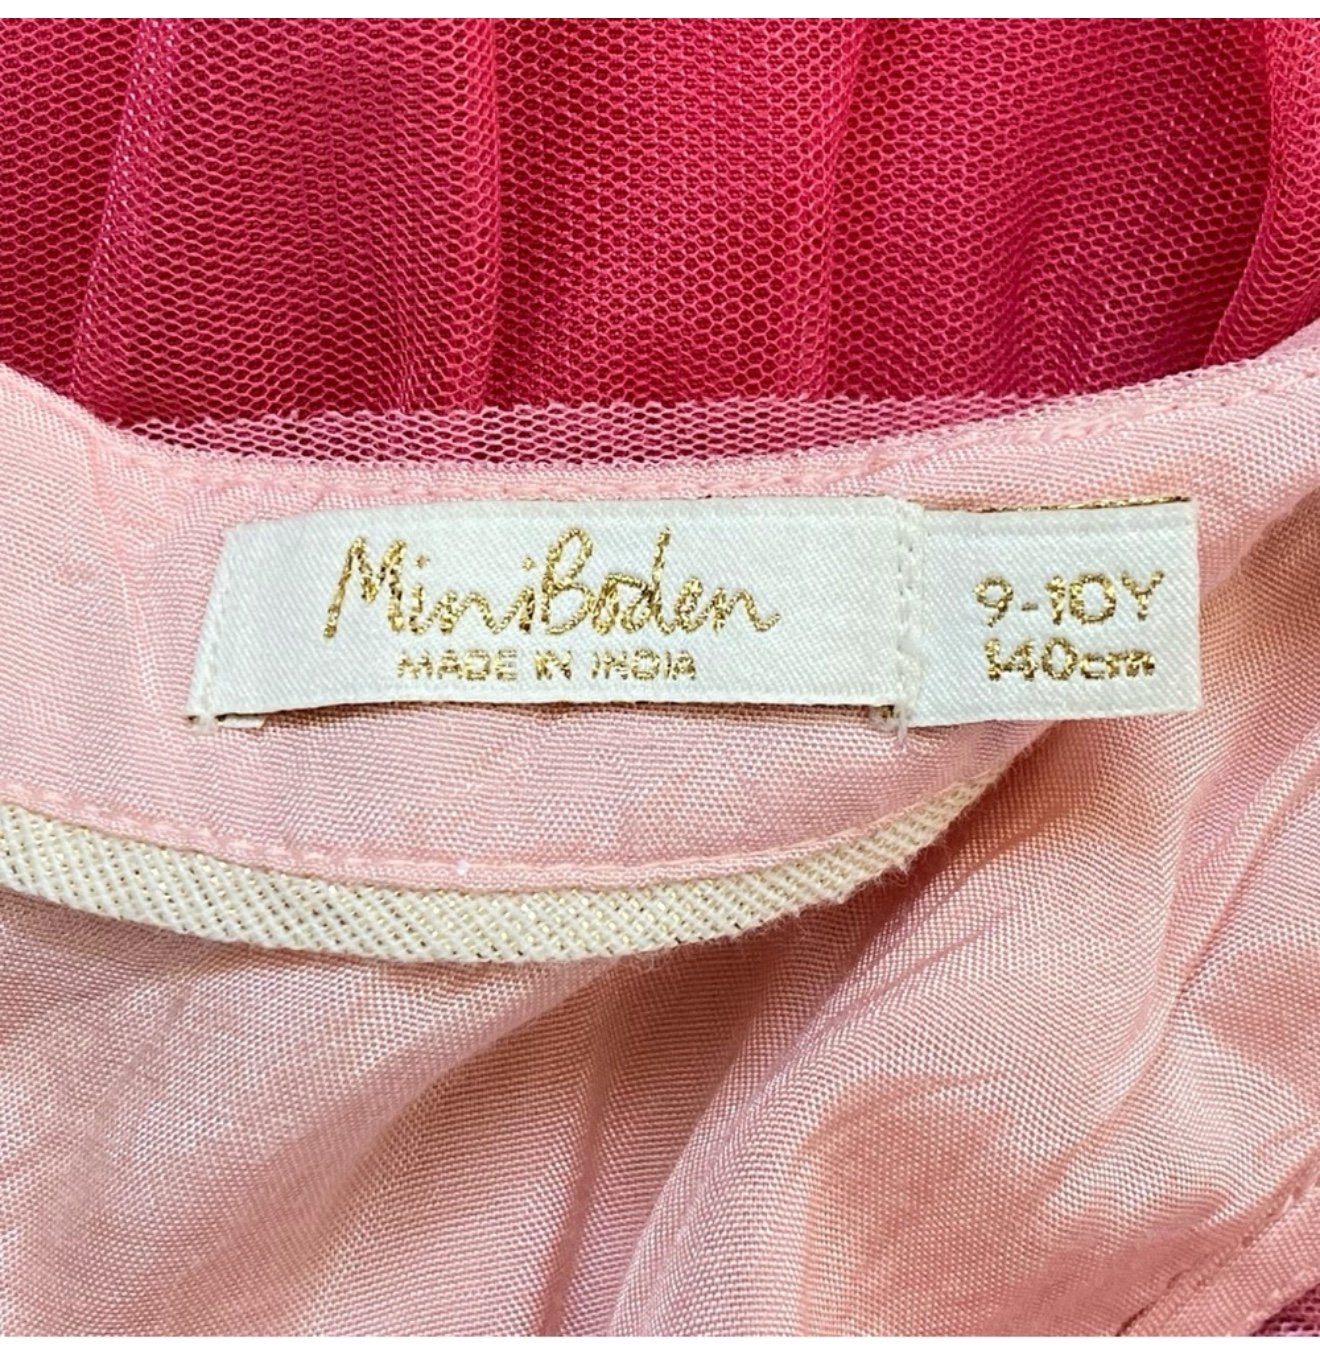 MiniBoden
MADE IN INDIA
9-10Y
140cm